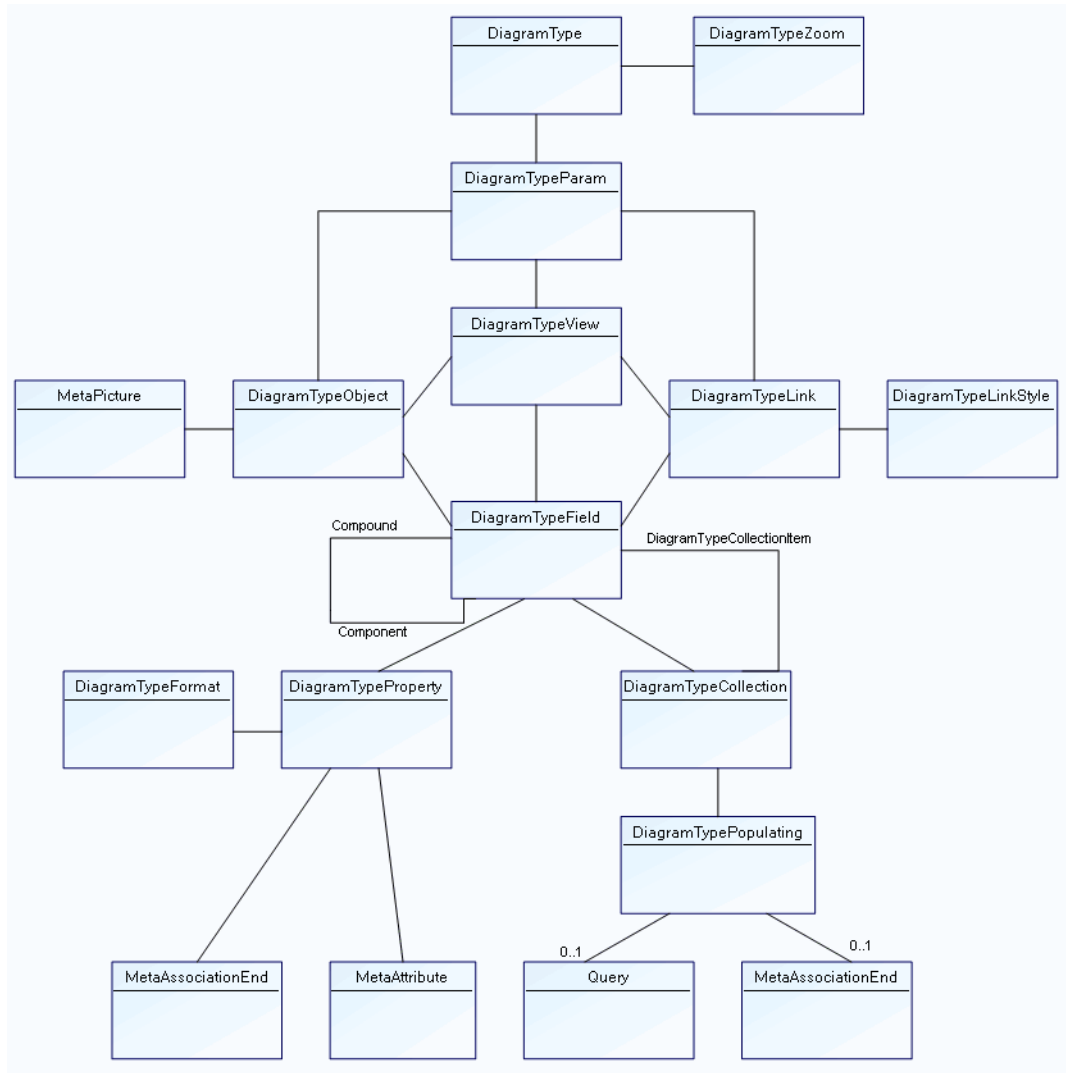 DiagramType
DiagramTypeZoom
DiagramTypeParam
DiagramTypeView
MetaPicture
DiagramTypeObject
DiagramTypeLink
DiagramTypeLinkStyle
DiagramTypeField
Compound
DiagramTypeCollectionItem
Component
DiagramTypeFormat
DiagramTypeProperty
DiagramTypeCollection
DiagramTypePopulating
0..1
0..1
MetaAssociationEnd
MetaAttribute
Query
MetaAssociationEnd